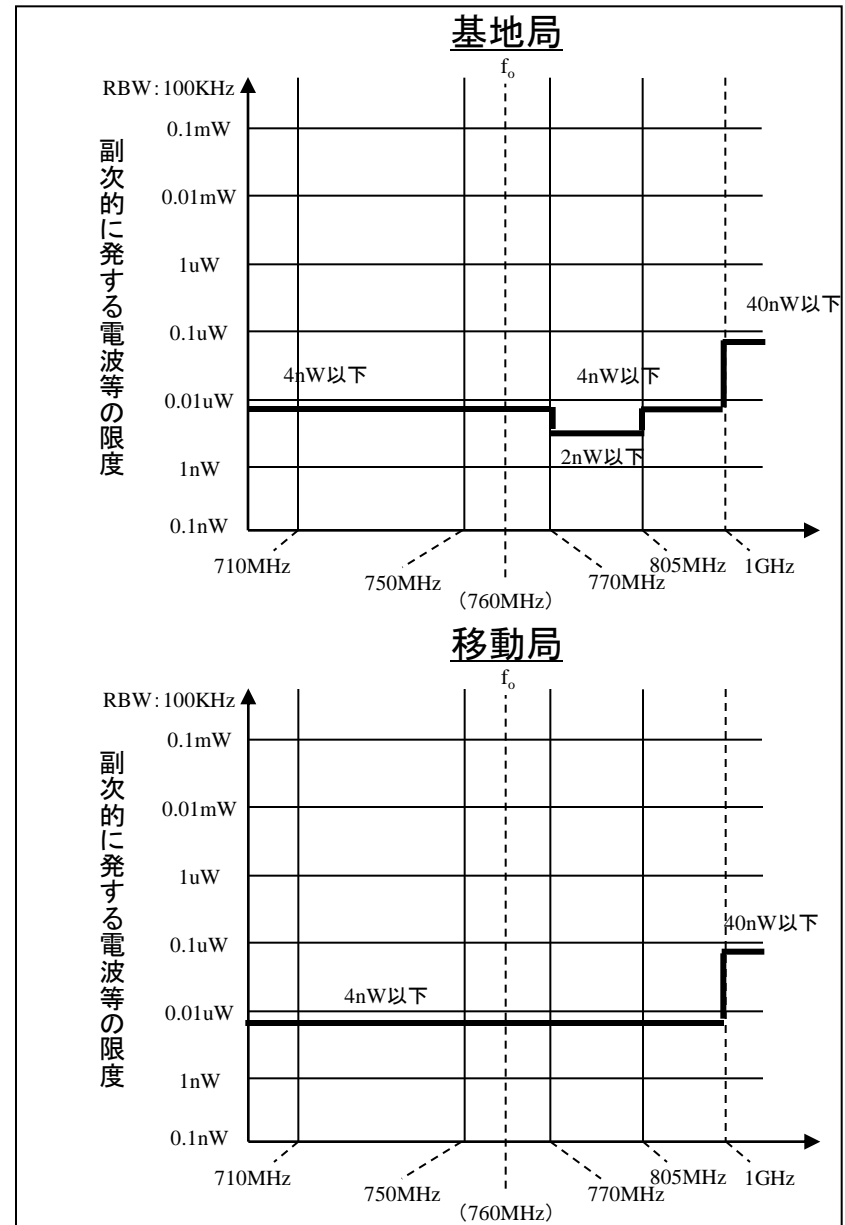 基地局
fo
RBW:100KHz
0.1mW
0.01mW
1uW
0.1uW
0.01uW
1nW
0.1nW
副次的に発する電波等の限度
4nW以下
2nW以下
4nW以下
40nW以下
710MHz
750MHz
(760MHz)
770MHz
805MHz
1GHz
移動局
fo
RBW:100KHz
0.1mW
0.01mW
1uW
0.1uW
0.01uW
1nW
0.1nW
副次的に発する電波等の限度
4nW以下
40nW以下
710MHz
750MHz
(760MHz)
770MHz
805MHz
1GHz